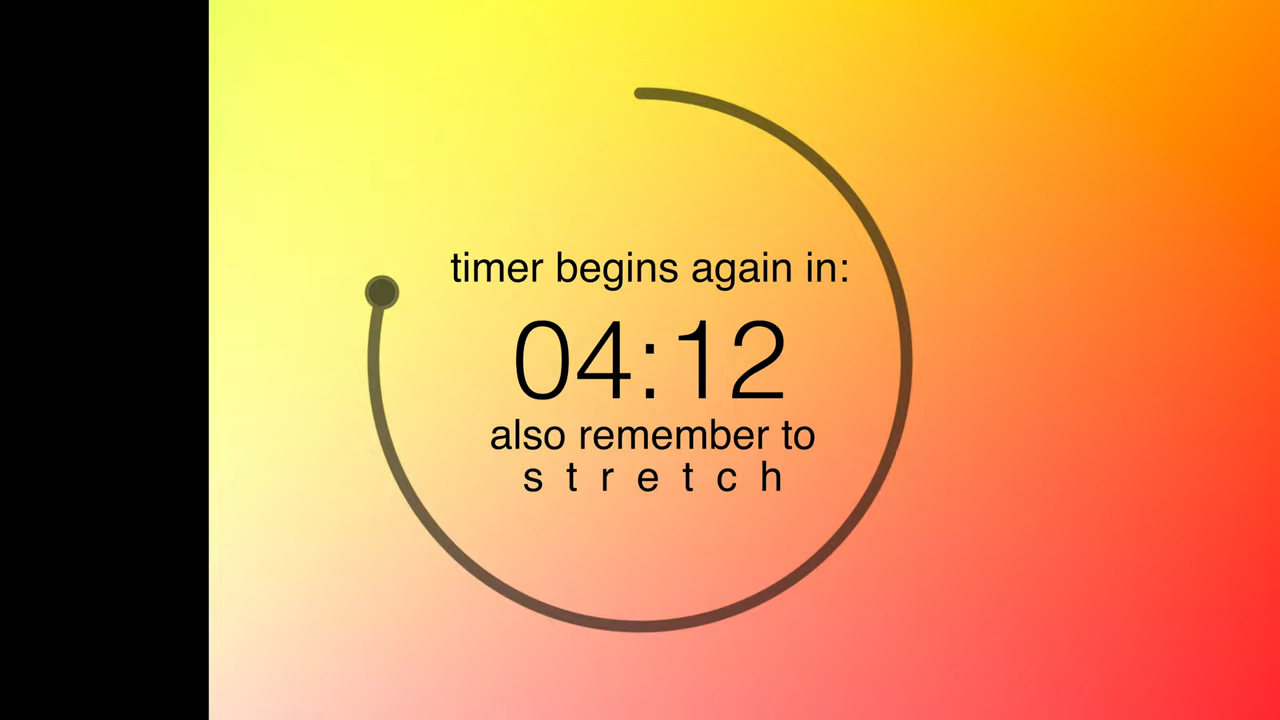 timer begins again in:
04:12
also remember to
s t r e t c h